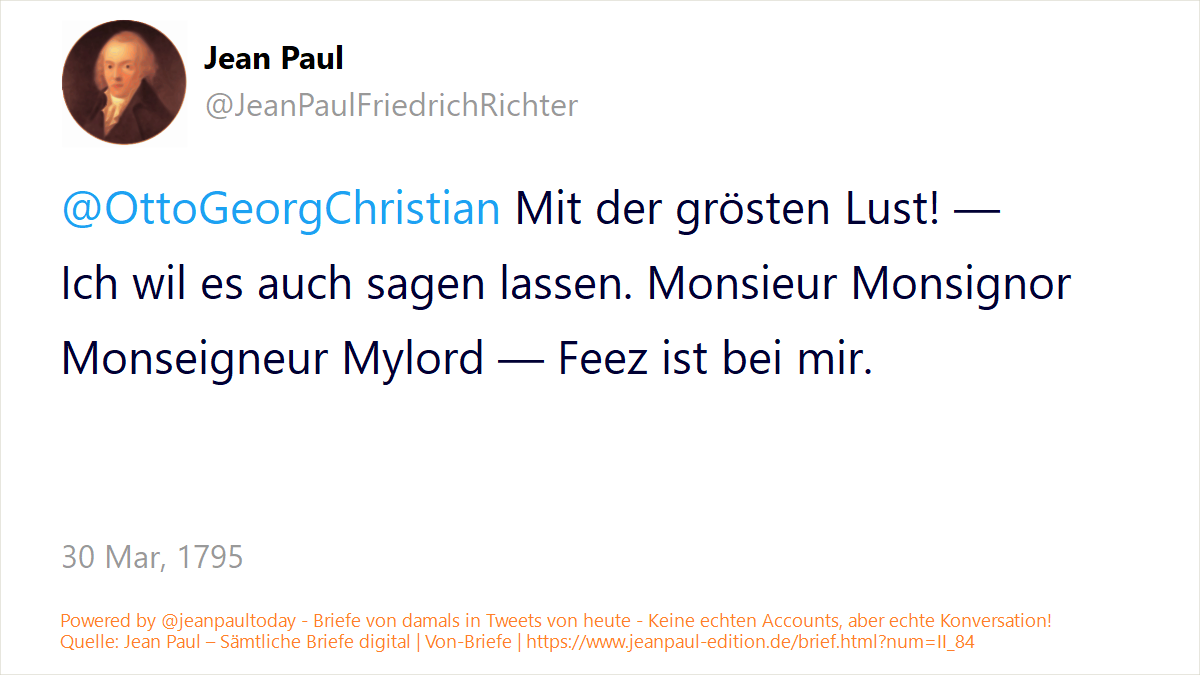 Jean Paul
@JeanPaulFriedrichRichter
@OttoGeorgChristian Mit der grösten Lust! —
Ich wil es auch sagen lassen. Monsieur Monsignor
Monseigneur Mylord — Feez ist bei mir.
30 Mar, 1795
Powered by @jeanpaultoday - Briefe von damals in Tweets von heute - Keine echten Accounts, aber echte Konversation!
Quelle: Jean Paul – Sämtliche Briefe digital | Von-Briefe | https://www.jeanpaul-edition.de/brief.html?num=II_84